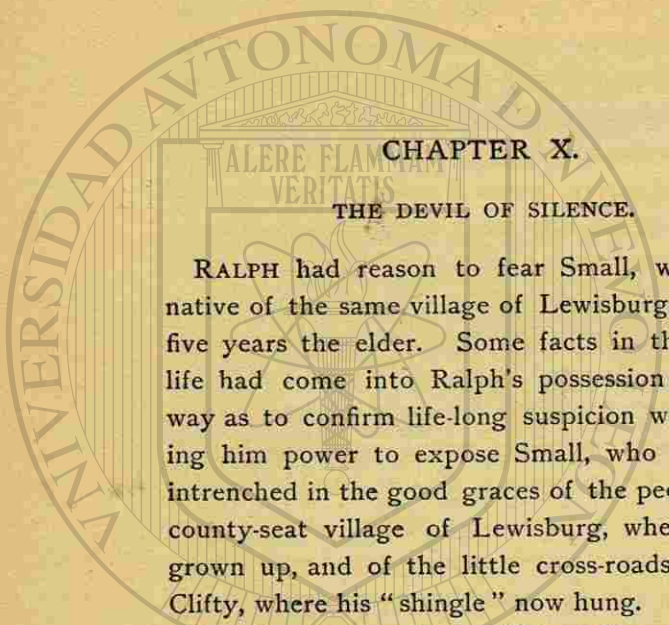 CHAPTER X.
THE DEVIL OF SILENCE.
RALPH had reason to fear Small,
native of the same village of Lewisburg
five years the elder. Some facts in
life had come into Ralph's possession
way as to confirm life-long suspicion
ing him power to expose Small, who
intrenched in the good graces of the
county-seat village of Lewisburg,
grown up, and of the little cross-roads
Clifty, where his “ shingle ” now hung.
ALERE FLAMMAM
VERITATIS
AVTONOMA